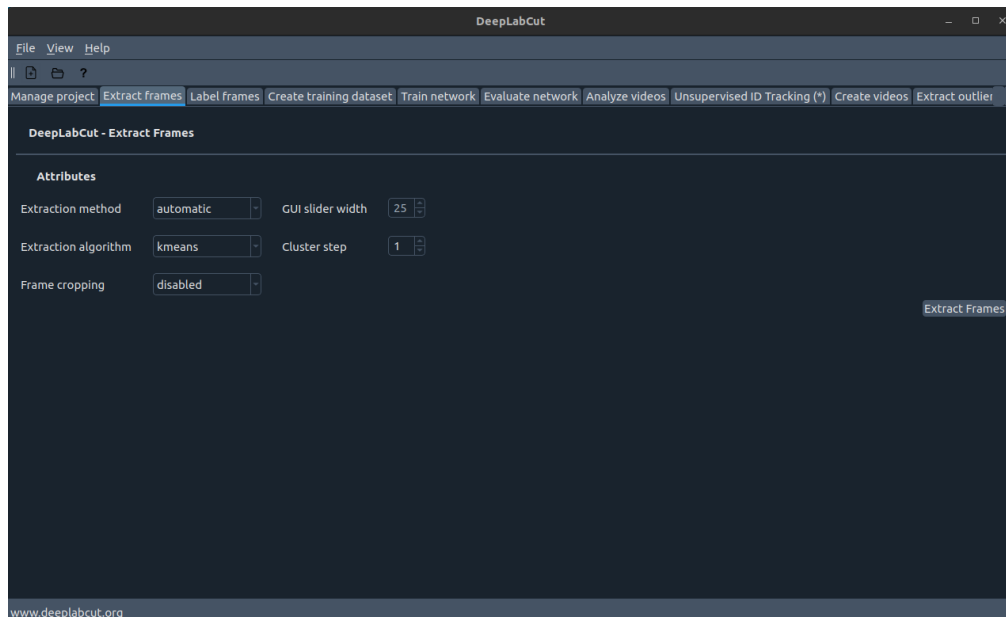 DeepLabCut
File View Help
?
Manage project Extract frames Label frames Create training dataset Train network Evaluate network Analyze videos Unsupervised ID Tracking (*) Create videos Extract outlier
DeepLabCut - Extract Frames
Attributes
Extraction method automatic GUI slider width 25
Extraction algorithm kmeans Cluster step 1
Frame cropping disabled
Extract Frames
www.deeplabcut.org